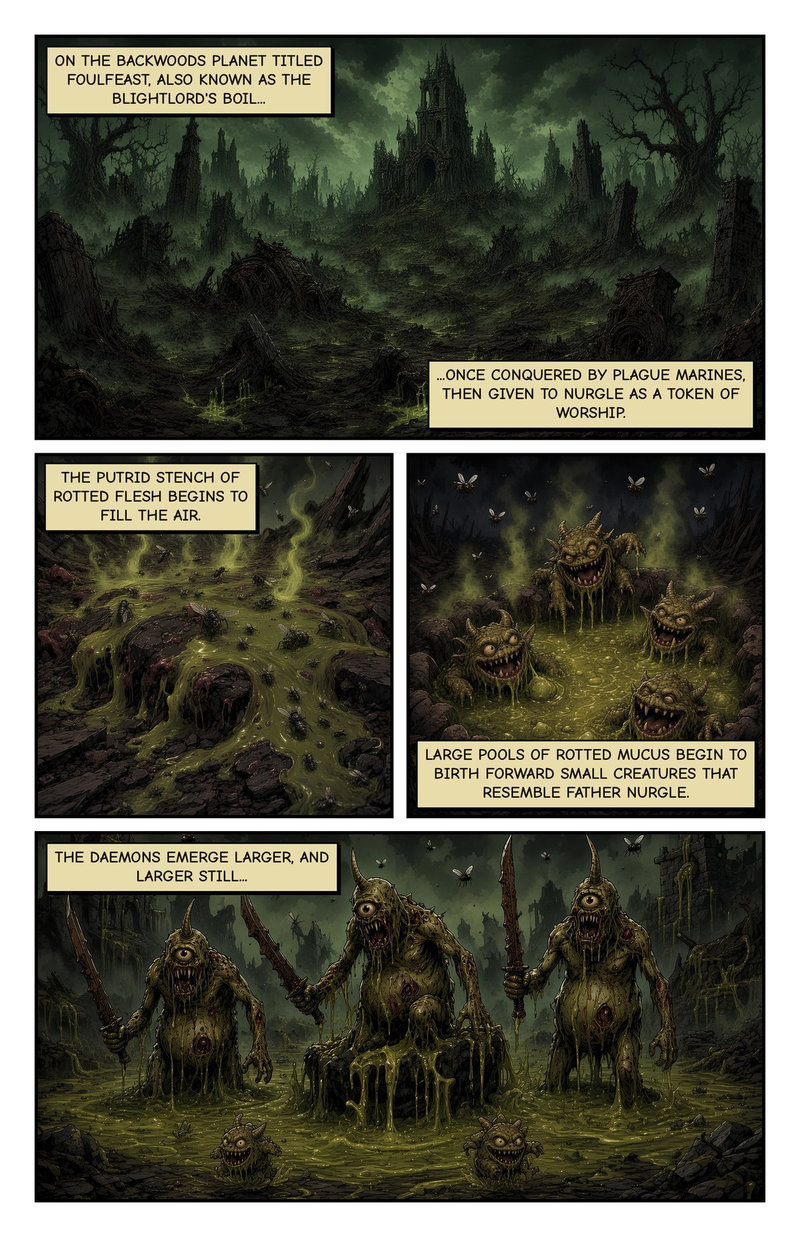 ON THE BACKWOODS PLANET TITLED
FOULFEAST, ALSO KNOWN AS THE
BLIGHTLORD'S BOIL...
...ONCE CONQUERED BY PLAGUE MARINES,
THEN GIVEN TO NURGLE AS A TOKEN OF
WORSHIP.
THE PUTRID STENCH OF
ROTTED FLESH BEGINS TO
FILL THE AIR.
LARGE POOLS OF ROTTED MUCUS BEGIN TO
BIRTH FORWARD SMALL CREATURES THAT
RESEMBLE FATHER NURGLE.
THE DAEMONS EMERGE LARGER, AND
LARGER STILL...